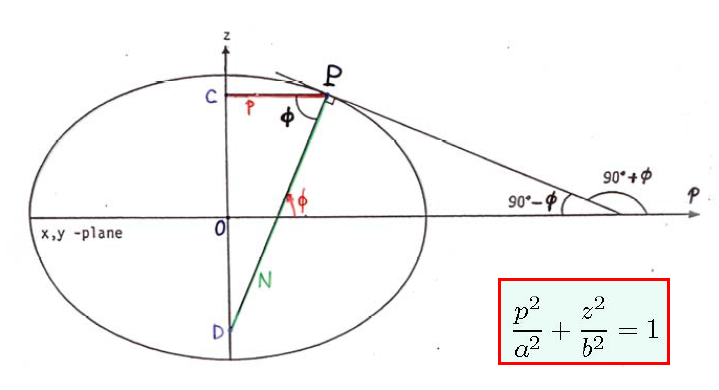 z
P
C
p
ϕ
90°+ϕ
p
90°−ϕ
ϕ
x,y -plane
O
N
D
p²/a² + z²/b² = 1